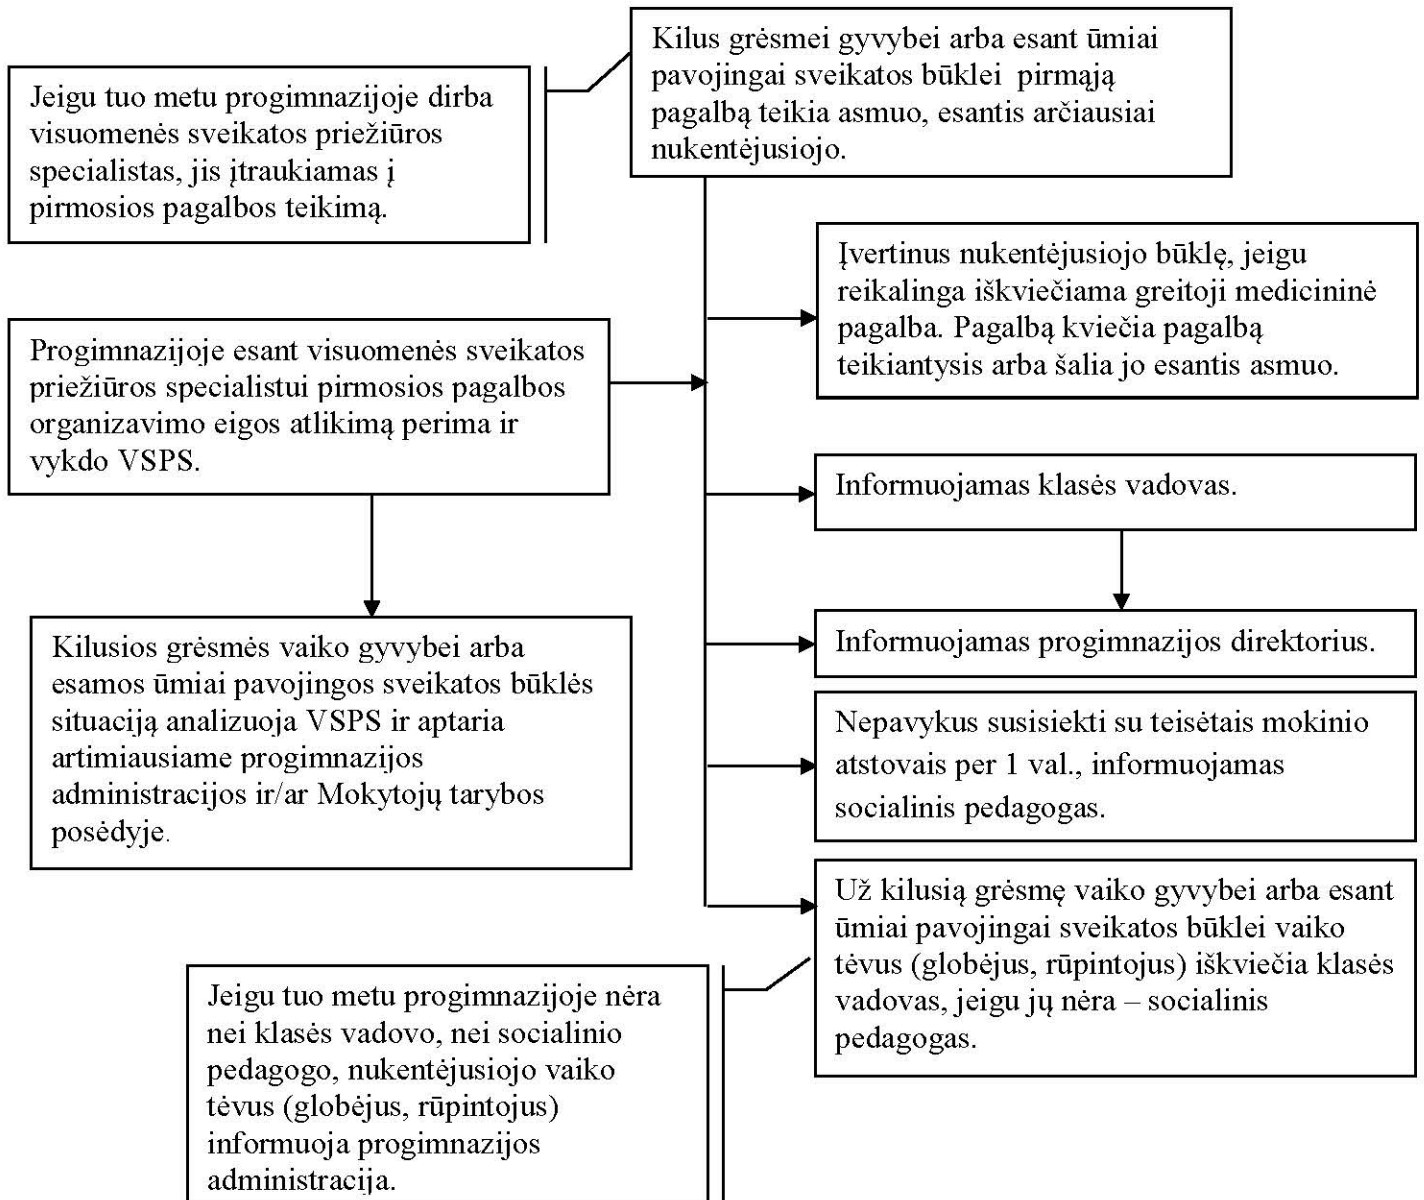 Kilus grėsmei gyvybei arba esant ūmiai
pavojingai sveikatos būklei pirmąją
pagalbą teikia asmuo, esantis arčiausiai
nukentėjusiojo.
Jeigu tuo metu progimnazijoje dirba
visuomenės sveikatos priežiūros
specialistas, jis įtraukiamas į
pirmosios pagalbos teikimą.
Įvertinus nukentėjusiojo būklę, jeigu
reikalinga iškviečiama greitoji medicininė
pagalba. Pagalbą kviečia pagalbą
teikiantysis arba šalia jo esantis asmuo.
Progimnazijoje esant visuomenės sveikatos
priežiūros specialistui pirmosios pagalbos
organizavimo eigos atlikimą perima ir
vykdo VSPS.
Informuojamas klasės vadovas.
Informuojamas progimnazijos direktorius.
Kilusios grėsmės vaiko gyvybei arba
esamos ūmiai pavojingos sveikatos būklės
situaciją analizuoja VSPS ir aptaria
artimiausiame progimnazijos
administracijos ir/ar Mokytojų tarybos
posėdyje.
Nepavykus susisiekti su teisėtais mokinio
atstovais per 1 val., informuojamas
socialinis pedagogas.
Už kilusią grėsmę vaiko gyvybei arba esant
ūmiai pavojingai sveikatos būklei vaiko
tėvus (globėjus, rūpintojus) iškviečia klasės
vadovas, jeigu jų nėra – socialinis
pedagogas.
Jeigu tuo metu progimnazijoje nėra
nei klasės vadovo, nei socialinio
pedagogo, nukentėjusiojo vaiko
tėvus (globėjus, rūpintojus)
informuoja progimnazijos
administracija.